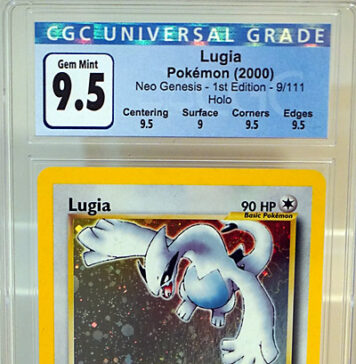 CGC UNIVERSAL GRADE
Gem Mint
9.5
Lugia
Pokémon (2000)
Neo Genesis - 1st Edition - 9/111
Holo
Centering Surface Corners Edges
9.5 9 9.5 9.5
Lugia 90 HP
Basic Pokémon